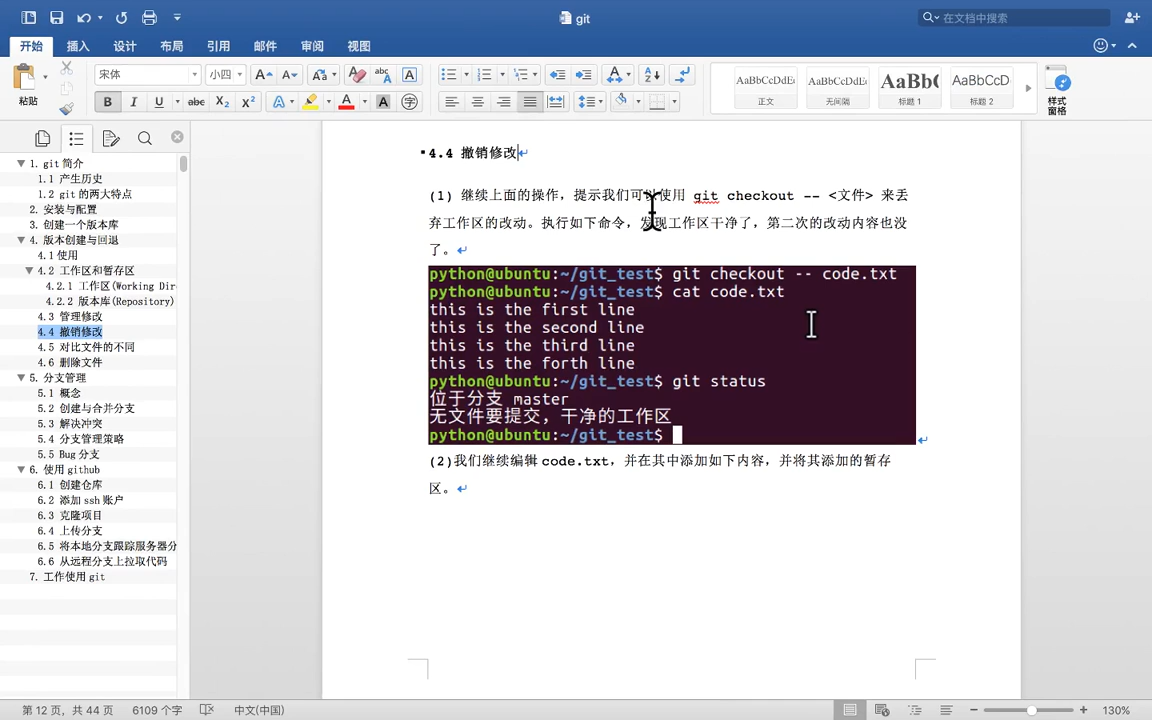 git
在文档中搜索
开始 插入 设计 布局 引用 邮件 审阅 视图
粘贴
宋体 小四
AaBbCcDdEe 正文
AaBbCcDdEe 无间隔
AaBb( 标题 1
AaBbCcD 标题 2
样式
窗格
1. git 简介
1.1 产生历史
1.2 git 的两大特点
2. 安装与配置
3. 创建一个版本库
4. 版本创建与回退
4.1 使用
4.2 工作区和暂存区
4.2.1 工作区(Working Dir
4.2.2 版本库(Repository)
4.3 管理修改
4.4 撤销修改
4.5 对比文件的不同
4.6 删除文件
5. 分支管理
5.1 概念
5.2 创建与合并分支
5.3 解决冲突
5.4 分支管理策略
5.5 Bug 分支
6. 使用 github
6.1 创建仓库
6.2 添加 ssh 账户
6.3 克隆项目
6.4 上传分支
6.5 将本地分支跟踪服务器分
6.6 从远程分支上拉取代码
7. 工作使用 git
4.4 撤销修改
(1) 继续上面的操作，提示我们可以使用 git checkout -- <文件> 来丢
弃工作区的改动。执行如下命令，发现工作区干净了，第二次的改动内容也没
了。
python@ubuntu:~/git_test$ git checkout -- code.txt
python@ubuntu:~/git_test$ cat code.txt
this is the first line
this is the second line
this is the third line
this is the forth line
python@ubuntu:~/git_test$ git status
位于分支 master
无文件要提交，干净的工作区
python@ubuntu:~/git_test$
(2)我们继续编辑 code.txt，并在其中添加如下内容，并将其添加的暂存
区。
第 12 页，共 44 页 6109 个字 中文(中国) 130%